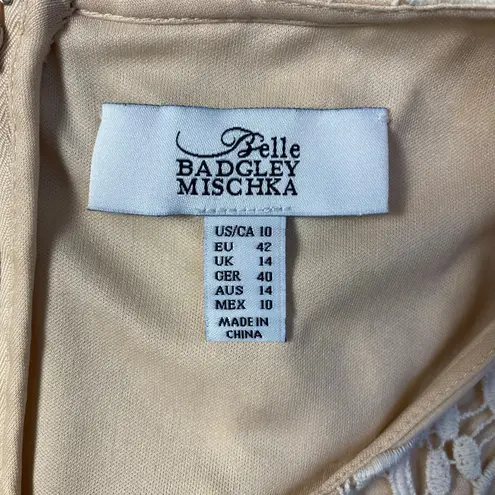 Belle
BADGLEY
MISCHKA
US/CA 10
EU 42
UK 14
GER 40
AUS 14
MEX 10
MADE IN
CHINA